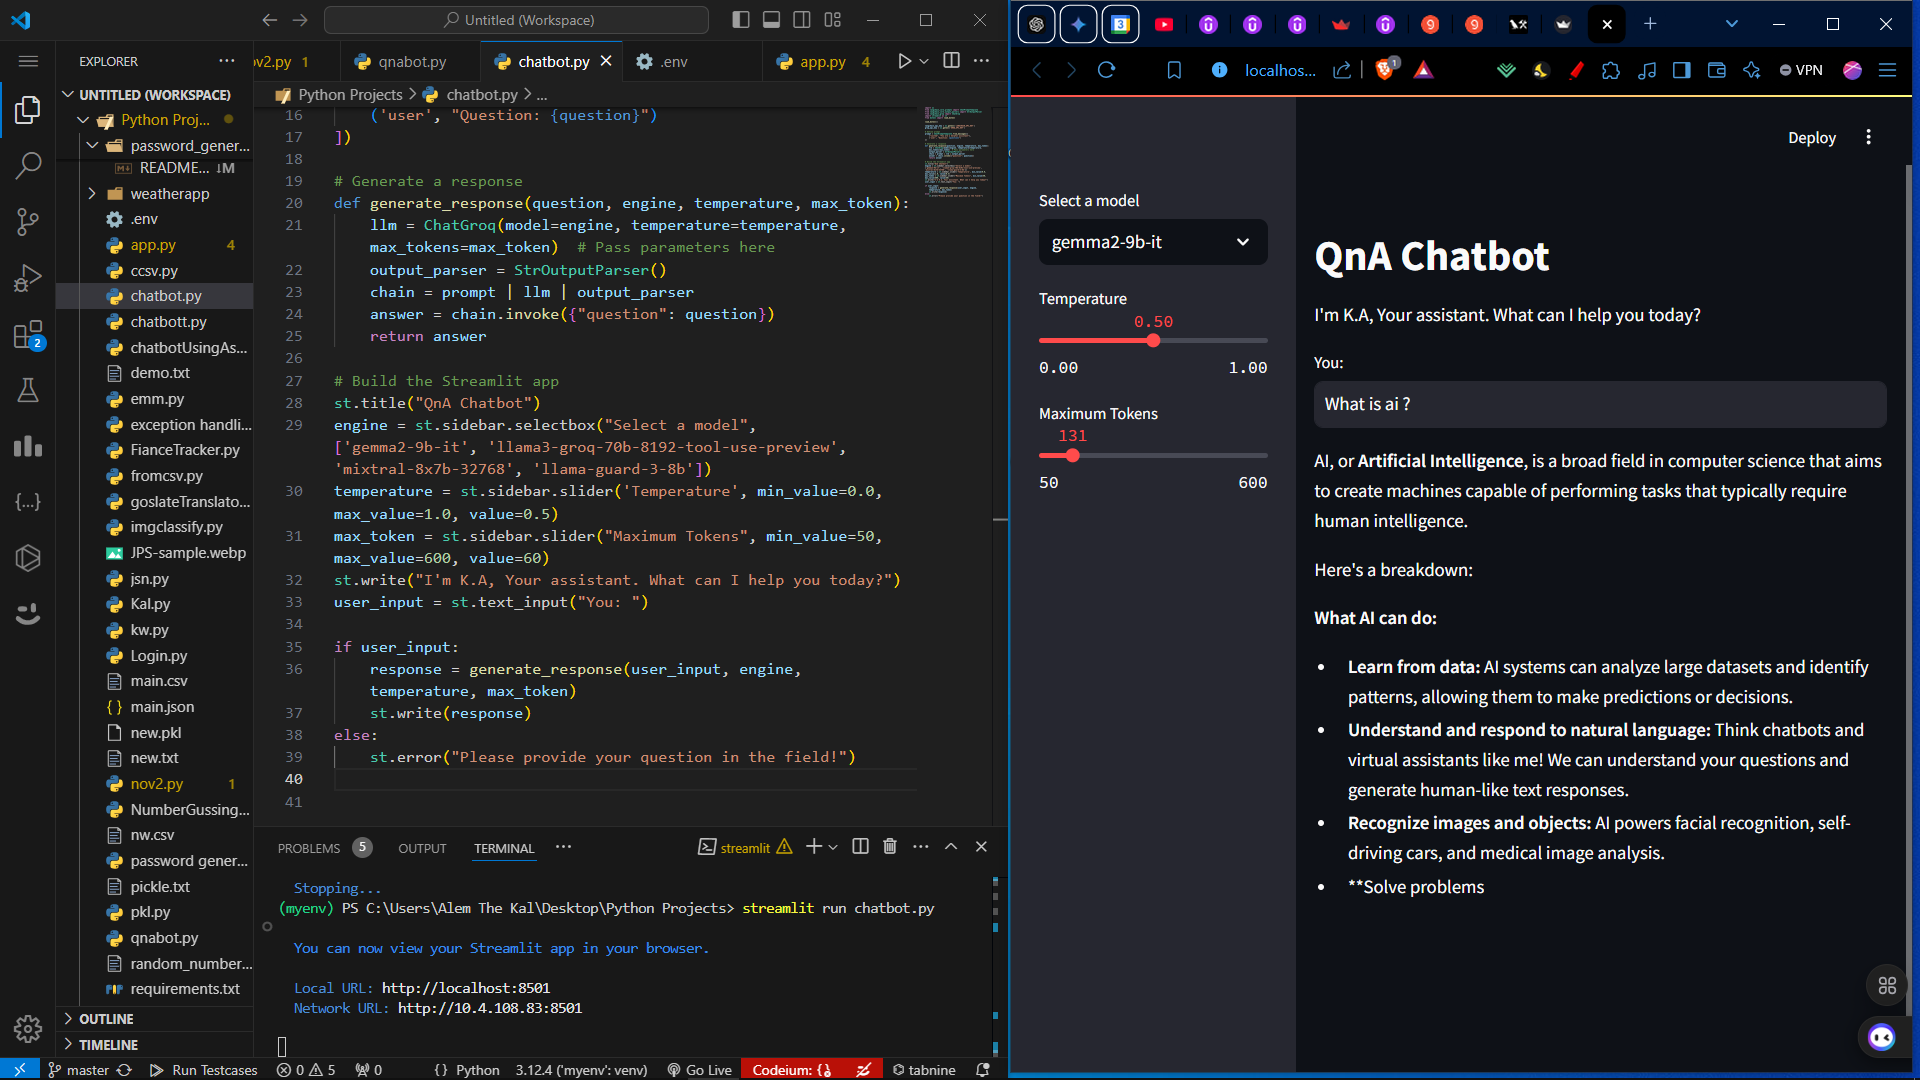 Untitled (Workspace)
EXPLORER
ov2.py 1
qnabot.py
chatbot.py
.env
app.py 4
UNTITLED (WORKSPACE)
Python Proj...
password_gener...
README... ↓M
weatherapp
.env
app.py 4
ccsv.py
chatbot.py
chatbott.py
chatbotUsingAs...
demo.txt
emm.py
exception handli...
FianceTracker.py
fromcsv.py
goslateTranslato...
imgclassify.py
JPS-sample.webp
jsn.py
Kal.py
kw.py
Login.py
main.csv
main.json
new.pkl
new.txt
nov2.py 1
NumberGussing...
nw.csv
password gener...
pickle.txt
pkl.py
qnabot.py
random_number...
requirements.txt
OUTLINE
TIMELINE
2
Python Projects > chatbot.py > ...
16 ('user', "Question: {question}")
17 ])
18
19 # Generate a response
20 def generate_response(question, engine, temperature, max_token):
21 llm = ChatGroq(model=engine, temperature=temperature,
max_tokens=max_token)  # Pass parameters here
22 output_parser = StrOutputParser()
23 chain = prompt | llm | output_parser
24 answer = chain.invoke({"question": question})
25 return answer
26
27 # Build the Streamlit app
28 st.title("QnA Chatbot")
29 engine = st.sidebar.selectbox("Select a model",
['gemma2-9b-it', 'llama3-groq-70b-8192-tool-use-preview',
'mixtral-8x7b-32768', 'llama-guard-3-8b'])
30 temperature = st.sidebar.slider('Temperature', min_value=0.0,
max_value=1.0, value=0.5)
31 max_token = st.sidebar.slider("Maximum Tokens", min_value=50,
max_value=600, value=60)
32 st.write("I'm K.A, Your assistant. What can I help you today?")
33 user_input = st.text_input("You: ")
34
35 if user_input:
36 response = generate_response(user_input, engine,
temperature, max_token)
37 st.write(response)
38 else:
39 st.error("Please provide your question in the field!")
40
41
PROBLEMS 5 OUTPUT TERMINAL ... streamlit
Stopping...
(myenv) PS C:\Users\Alem The Kal\Desktop\Python Projects> streamlit run chatbot.py
You can now view your Streamlit app in your browser.
Local URL: http://localhost:8501
Network URL: http://10.4.108.83:8501
master Run Testcases 0 5 0 {} Python 3.12.4 ('myenv': venv) Go Live Codeium: {} tabnine
localhos... 1 VPN
Deploy
Select a model
gemma2-9b-it
Temperature
0.50
0.00 1.00
Maximum Tokens
131
50 600
QnA Chatbot
I'm K.A, Your assistant. What can I help you today?
You:
What is ai ?
AI, or Artificial Intelligence, is a broad field in computer science that aims
to create machines capable of performing tasks that typically require
human intelligence.
Here's a breakdown:
What AI can do:
• Learn from data: AI systems can analyze large datasets and identify
patterns, allowing them to make predictions or decisions.
• Understand and respond to natural language: Think chatbots and
virtual assistants like me! We can understand your questions and
generate human-like text responses.
• Recognize images and objects: AI powers facial recognition, self-
driving cars, and medical image analysis.
• **Solve problems